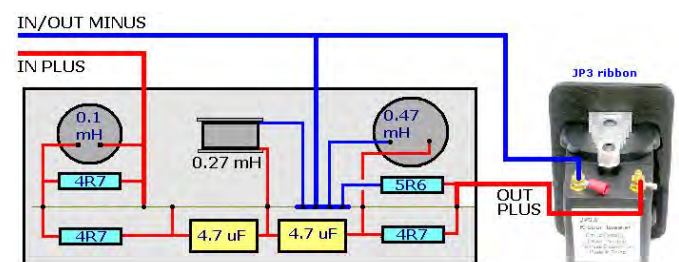 IN/OUT MINUS
IN PLUS
JP3 ribbon
0.1
mH
0.27 mH
0.47
mH
4R7
5R6
OUT
PLUS
4R7
4.7 uF
4.7 uF
4R7